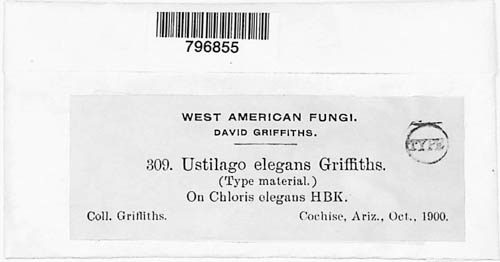 796855
WEST AMERICAN FUNGI.
DAVID GRIFFITHS.
TYPE
309. Ustilago elegans Griffiths.
(Type material.)
On Chloris elegans HBK.
Coll. Griffiths. Cochise, Ariz., Oct., 1900.